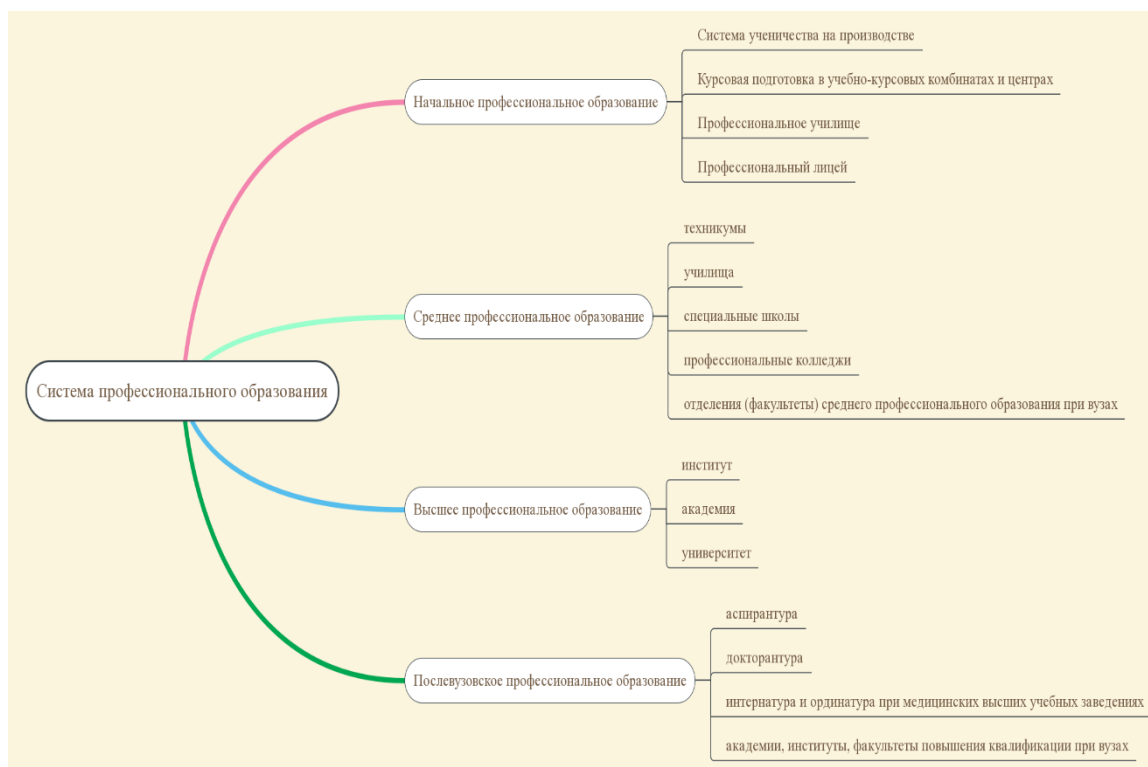 Система профессионального образования
Начальное профессиональное образование
Система ученичества на производстве
Курсовая подготовка в учебно-курсовых комбинатах и центрах
Профессиональное училище
Профессиональный лицей
Среднее профессиональное образование
техникумы
училища
специальные школы
профессиональные колледжи
отделения (факультеты) среднего профессионального образования при вузах
Высшее профессиональное образование
институт
академия
университет
Послевузовское профессиональное образование
аспирантура
докторантура
интернатура и ординатура при медицинских высших учебных заведениях
академии, институты, факультеты повышения квалификации при вузах